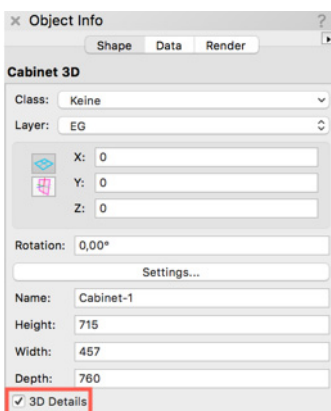 × Object Info ?
Shape Data Render
Cabinet 3D
Class: Keine
Layer: EG
X: 0
Y: 0
Z: 0
Rotation: 0,00°
Settings...
Name: Cabinet-1
Height: 715
Width: 457
Depth: 760
3D Details